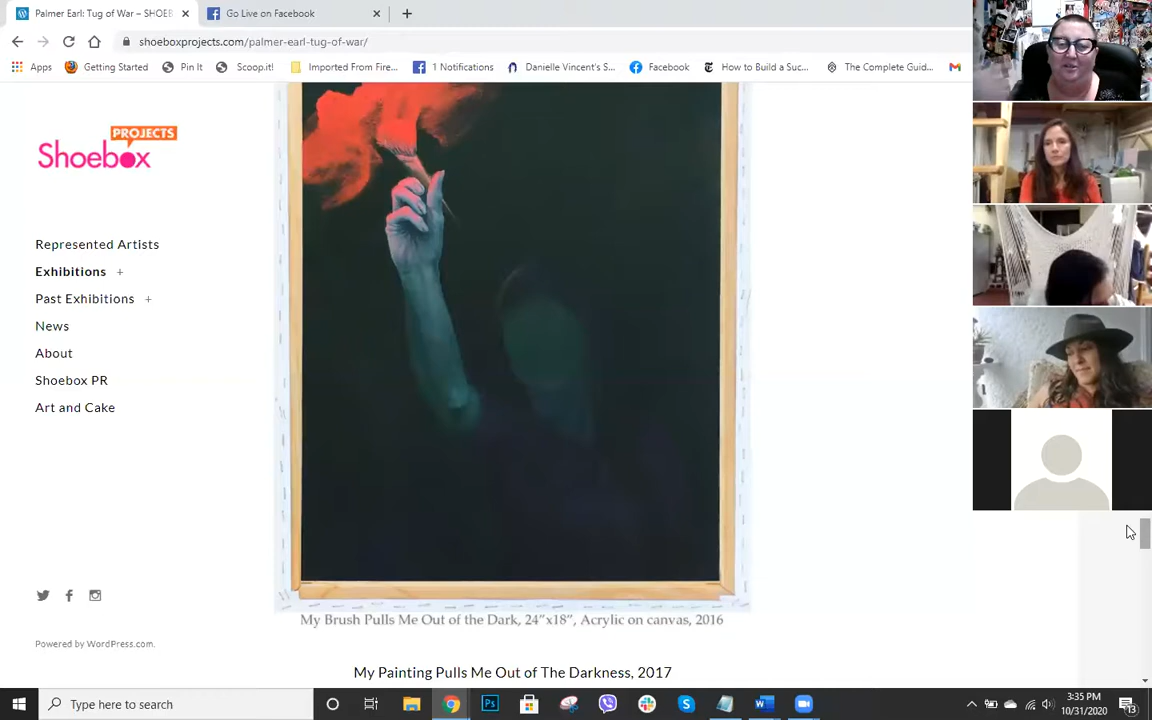 Palmer Earl: Tug of War – SHOEB
Go Live on Facebook
shoeboxprojects.com/palmer-earl-tug-of-war/
Apps
Getting Started
Pin It
Scoop.it!
Imported From Fire...
1 Notifications
Danielle Vincent's S...
Facebook
How to Build a Suc...
The Complete Guid...
PROJECTS
Shoebox
Represented Artists
Exhibitions +
Past Exhibitions +
News
About
Shoebox PR
Art and Cake
Powered by WordPress.com.
My Brush Pulls Me Out of the Dark, 24”x18”, Acrylic on canvas, 2016
My Painting Pulls Me Out of The Darkness, 2017
Type here to search
3:35 PM
10/31/2020
13